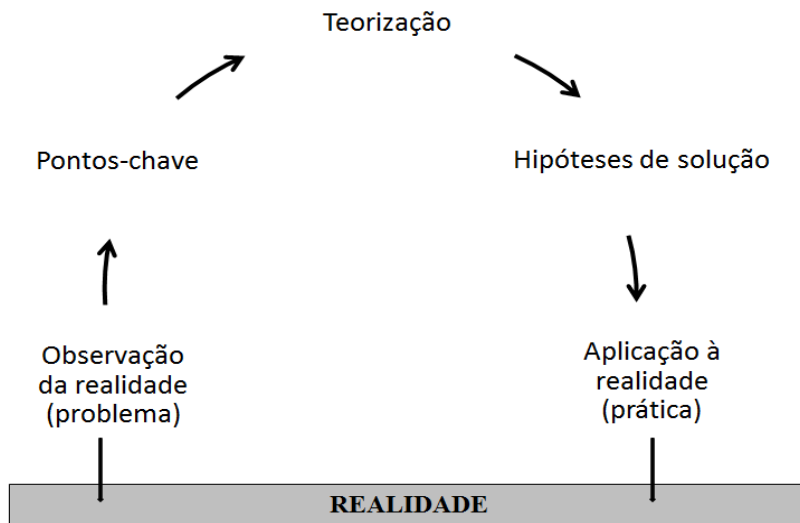 Teorização
Pontos-chave
Hipóteses de solução
Observação
da realidade
(problema)
Aplicação à
realidade
(prática)
REALIDADE